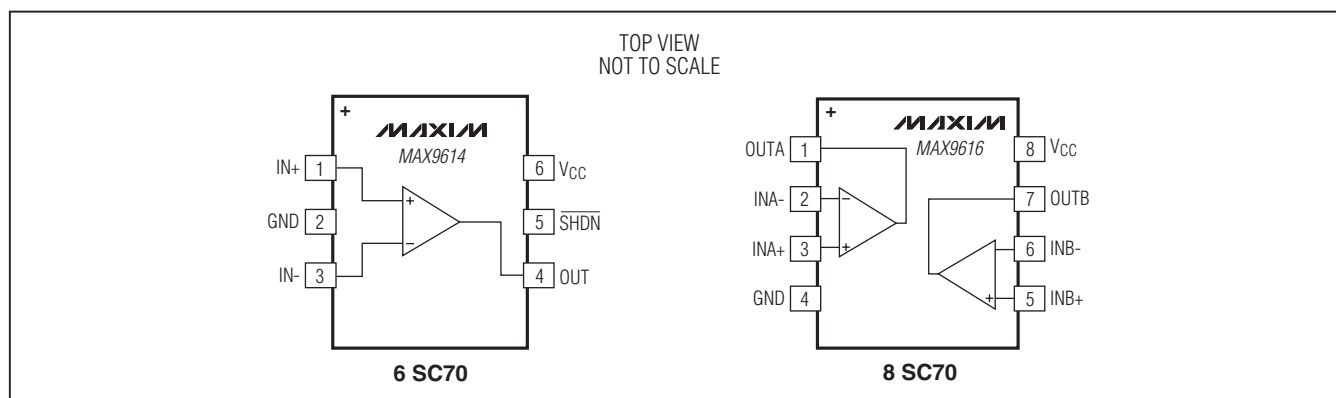 TOP VIEW
NOT TO SCALE
+
MAXIM
MAX9614
IN+ 1
6 VCC
+
GND 2
5 SHDN
−
IN- 3
4 OUT
6 SC70
+
MAXIM
MAX9616
OUTA 1
8 VCC
INA- 2
−
7 OUTB
INA+ 3
+
6 INB-
−
GND 4
+
5 INB+
8 SC70